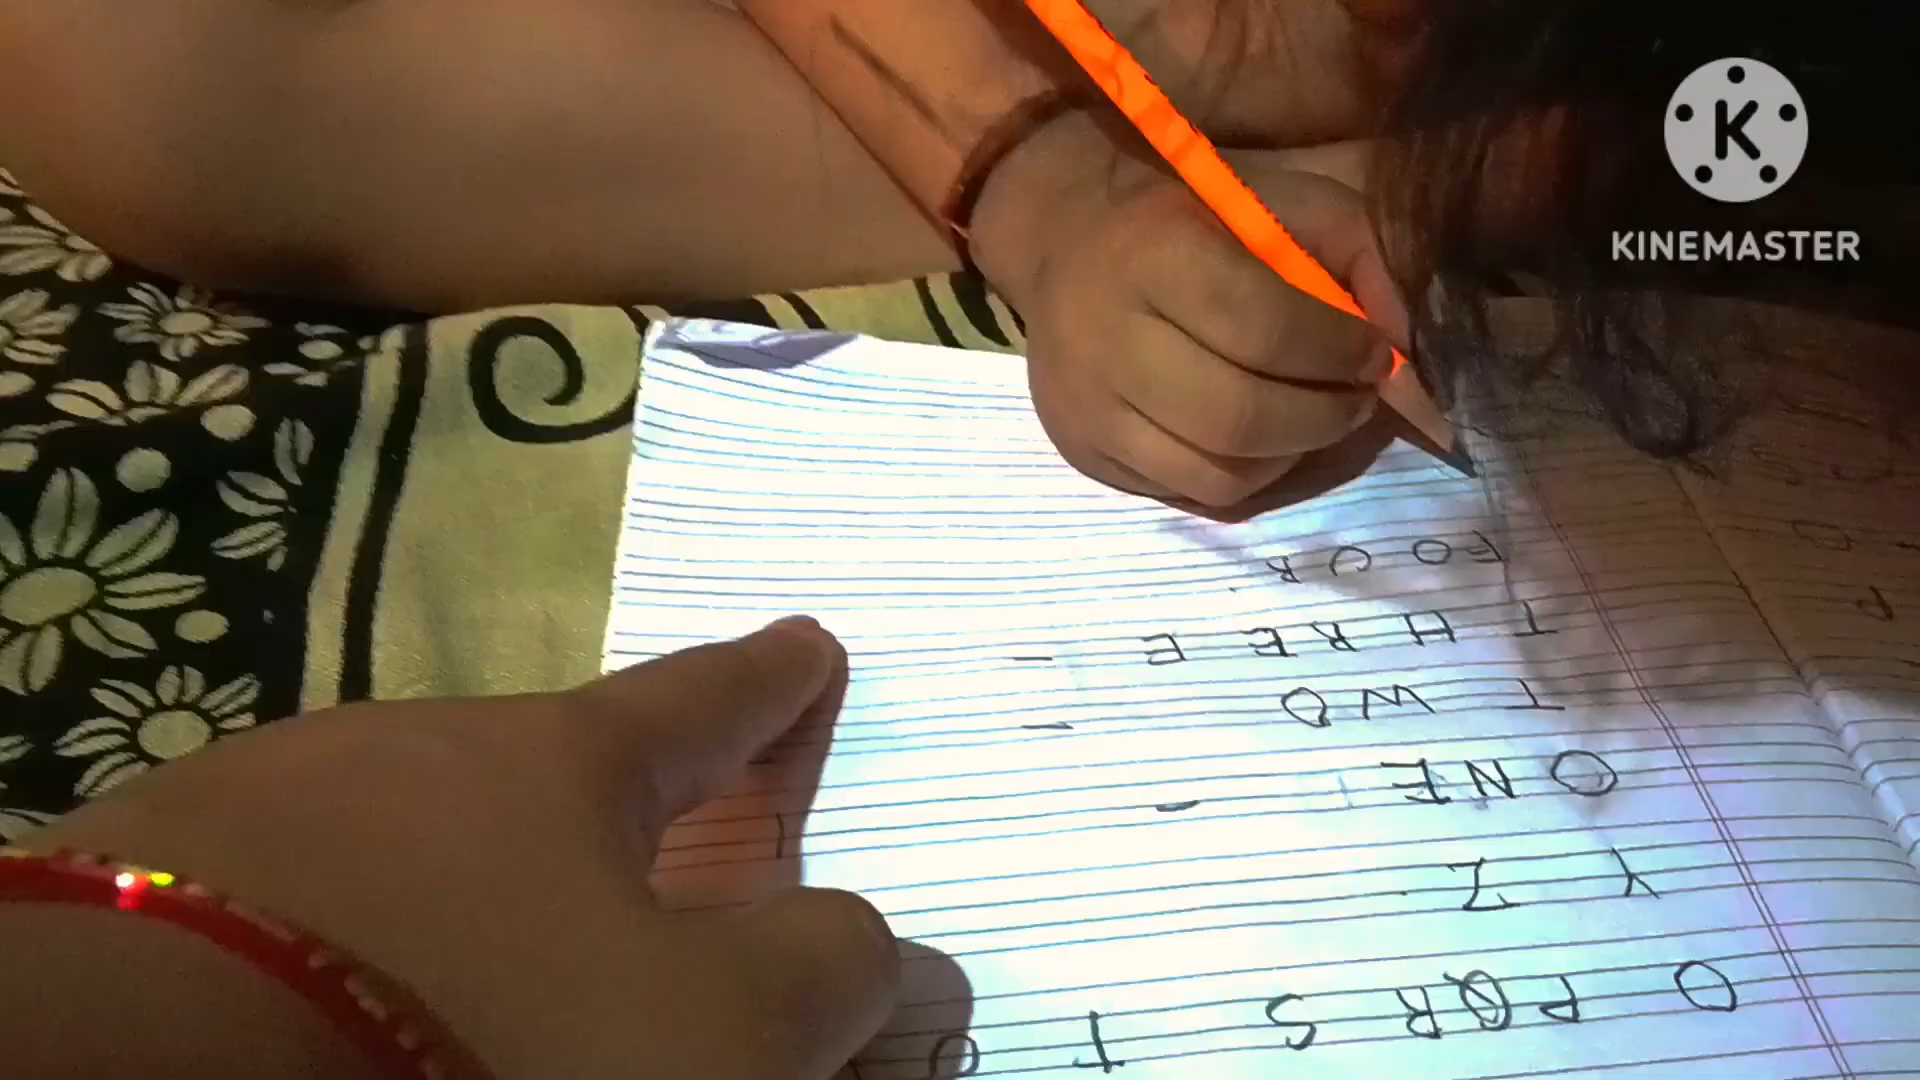 O P Q R S T U
Y Z
ONE -
TWO -
THREE -
FOUR
K
KINEMASTER